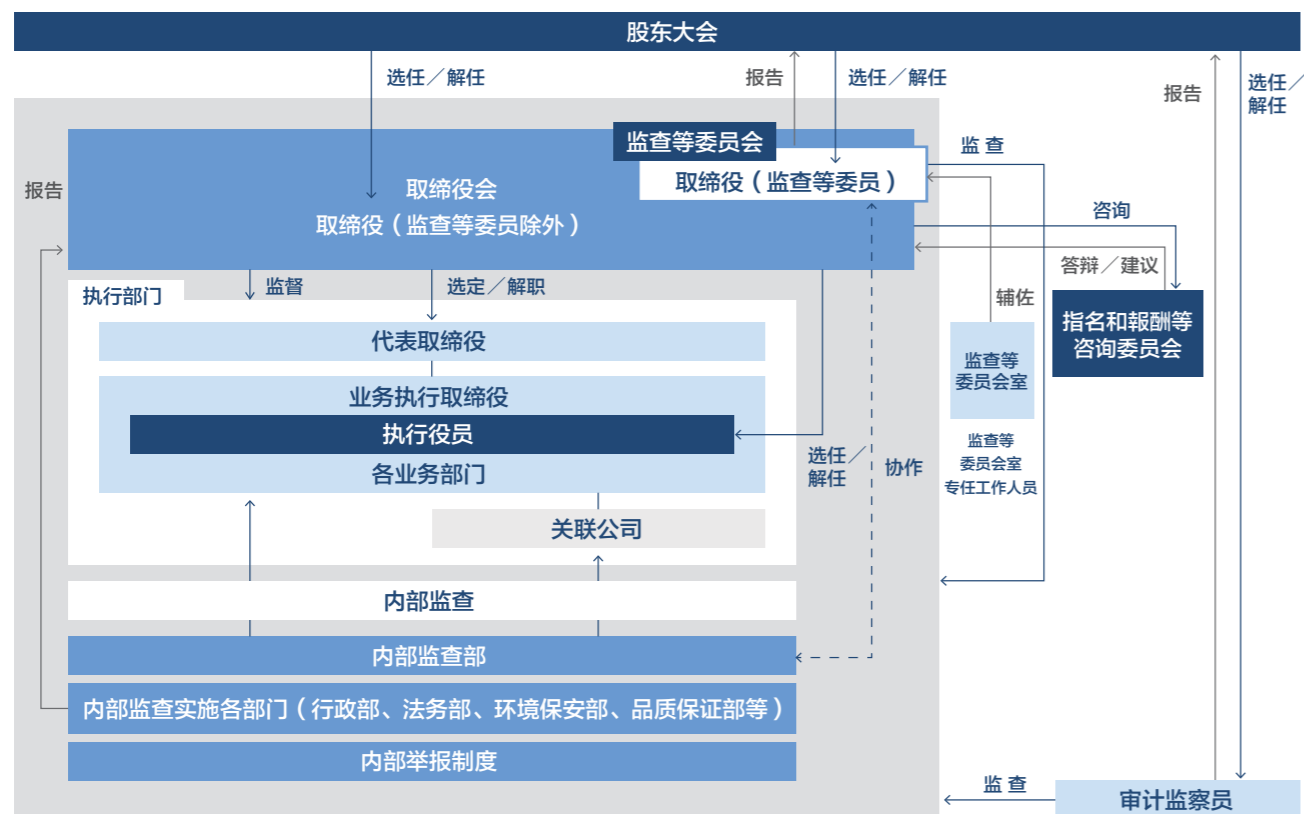 股东大会
选任／解任
报告
选任／解任
报告
选任／
解任
监查等委员会
取缔役（监查等委员）
监 查
报告
取缔役会
取缔役（监查等委员除外）
咨询
答辩／建议
执行部门
监督
选定／解职
辅佐
指名和報酬等
咨询委员会
代表取缔役
监查等
委员会室
业务执行取缔役
执行役员
各业务部门
选任／
解任
协作
监查等
委员会室
专任工作人员
关联公司
内部监查
内部监查部
内部监查实施各部门（行政部、法务部、环境保安部、品质保证部等）
内部举报制度
监 查
审计监察员